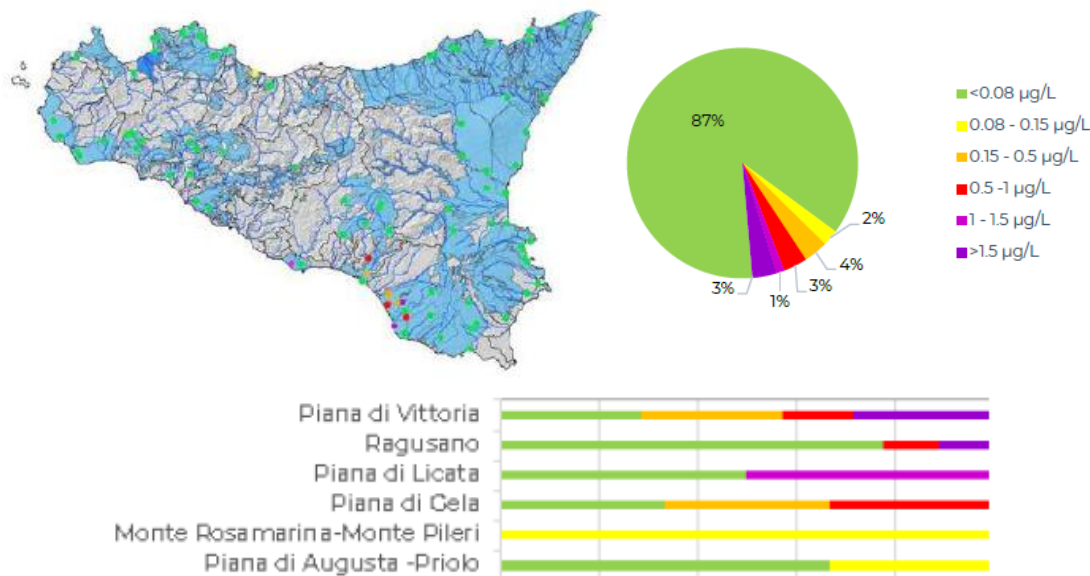 87%
2%
4%
3%
1%
3%
<0.08 µg/L
0.08 - 0.15 µg/L
0.15 - 0.5 µg/L
0.5 -1 µg/L
1 - 1.5 µg/L
>1.5 µg/L
Piana di Vittoria
Ragusano
Piana di Licata
Piana di Gela
Monte Rosamarina-Monte Pileri
Piana di Augusta -Priolo